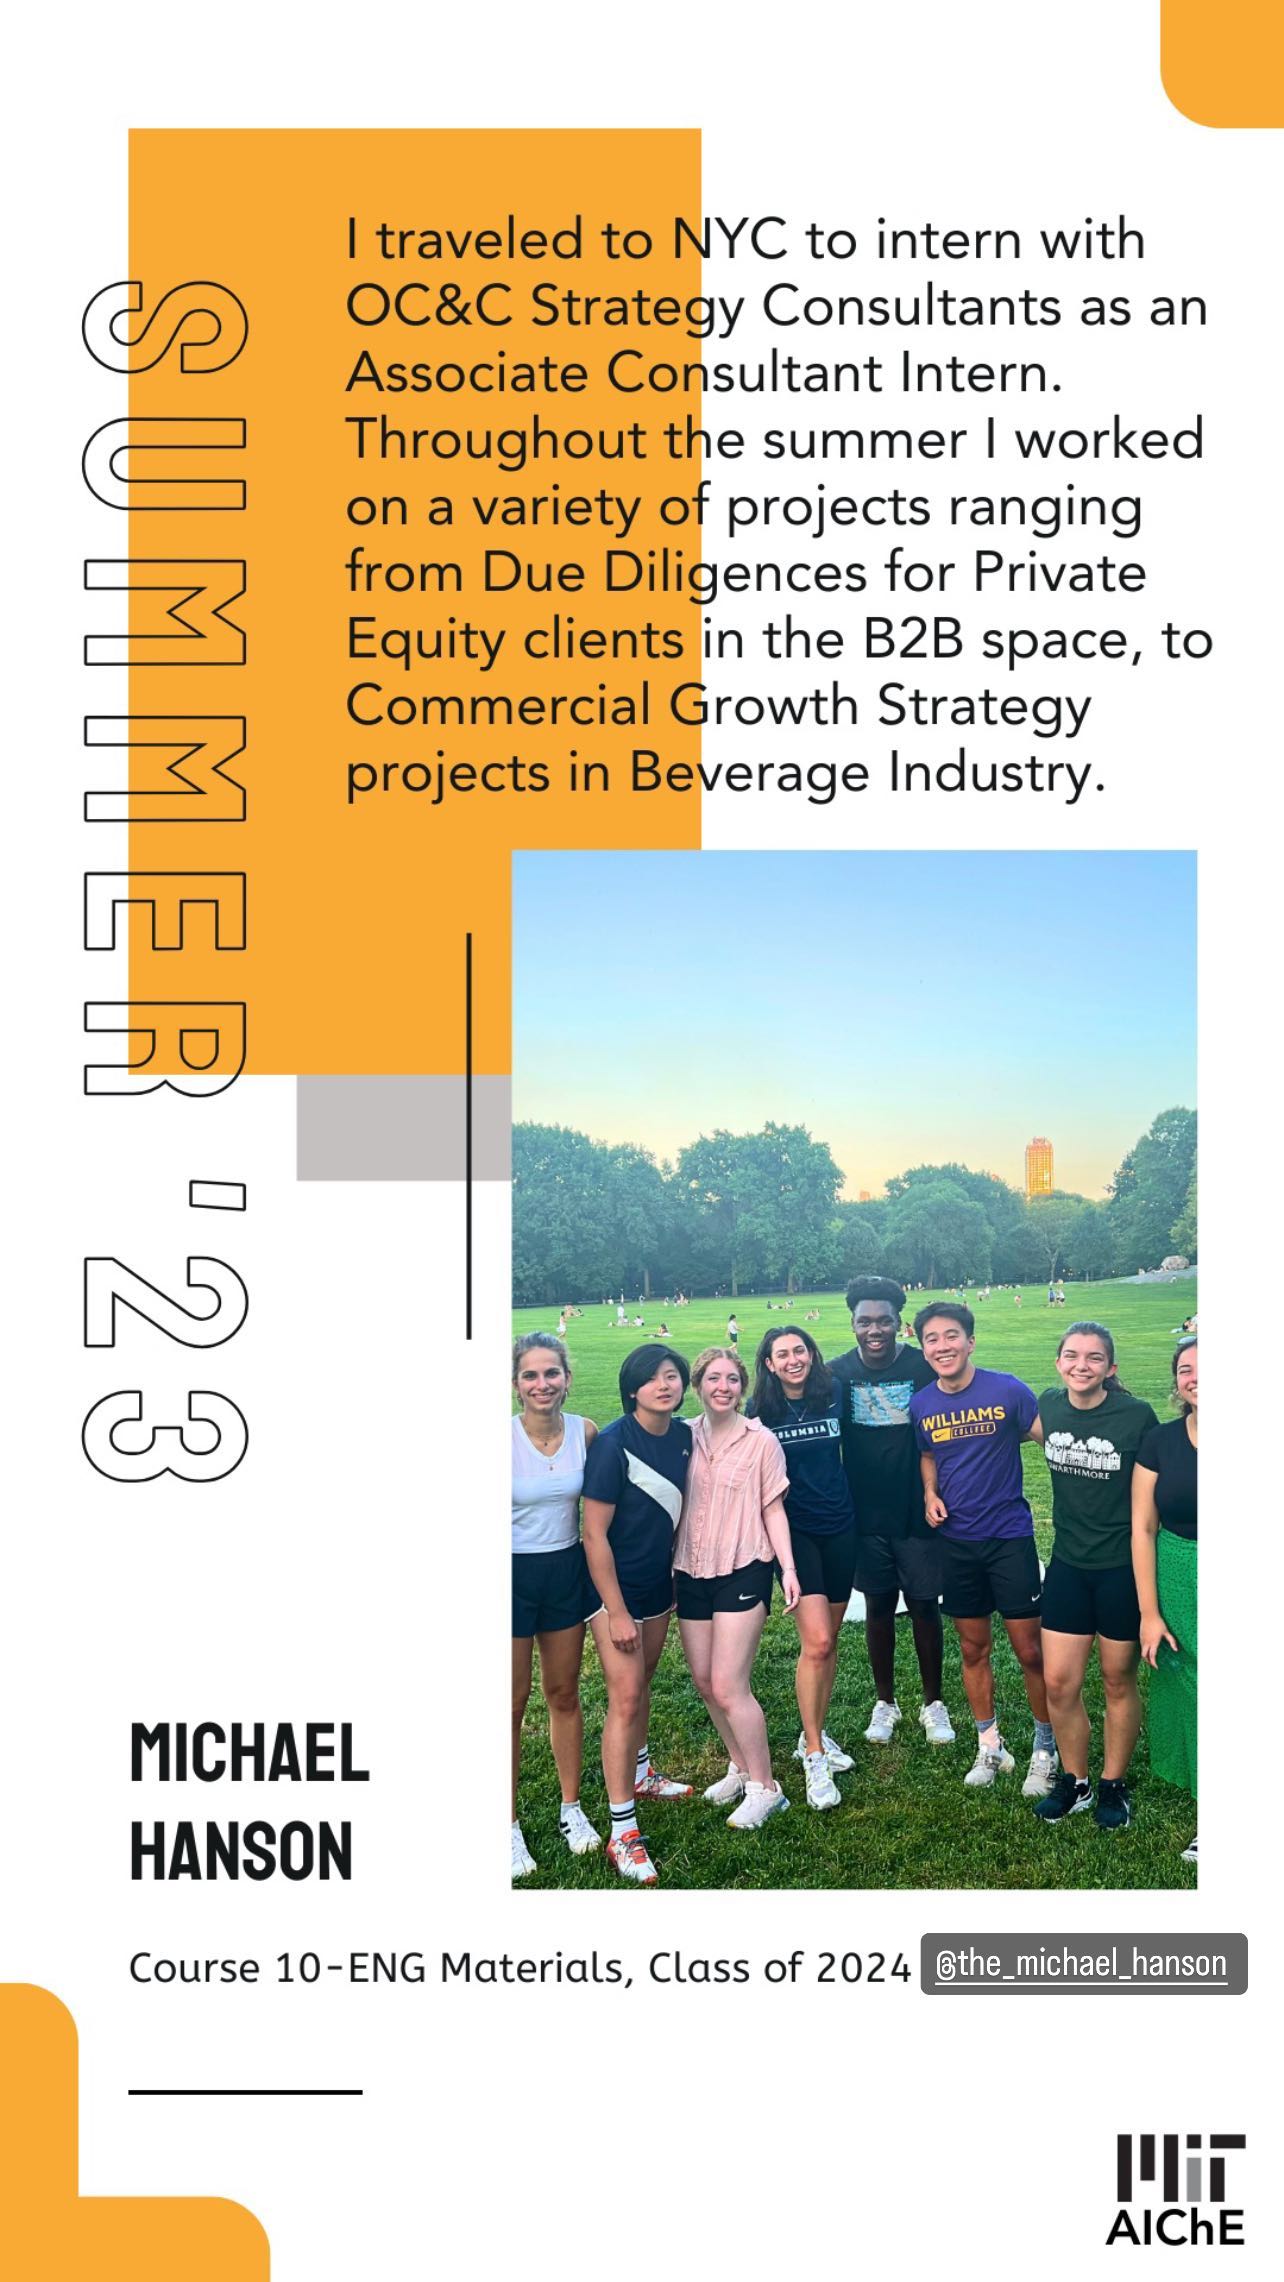 I traveled to NYC to intern with
OC&C Strategy Consultants as an
Associate Consultant Intern.
Throughout the summer I worked
on a variety of projects ranging
from Due Diligences for Private
Equity clients in the B2B space, to
Commercial Growth Strategy
projects in Beverage Industry.
SUMMER '23
WILLIAMS
COLLEGE
MICHAEL
HANSON
Course 10-ENG Materials, Class of 2024 @the_michael_hanson
MIT
AIChE